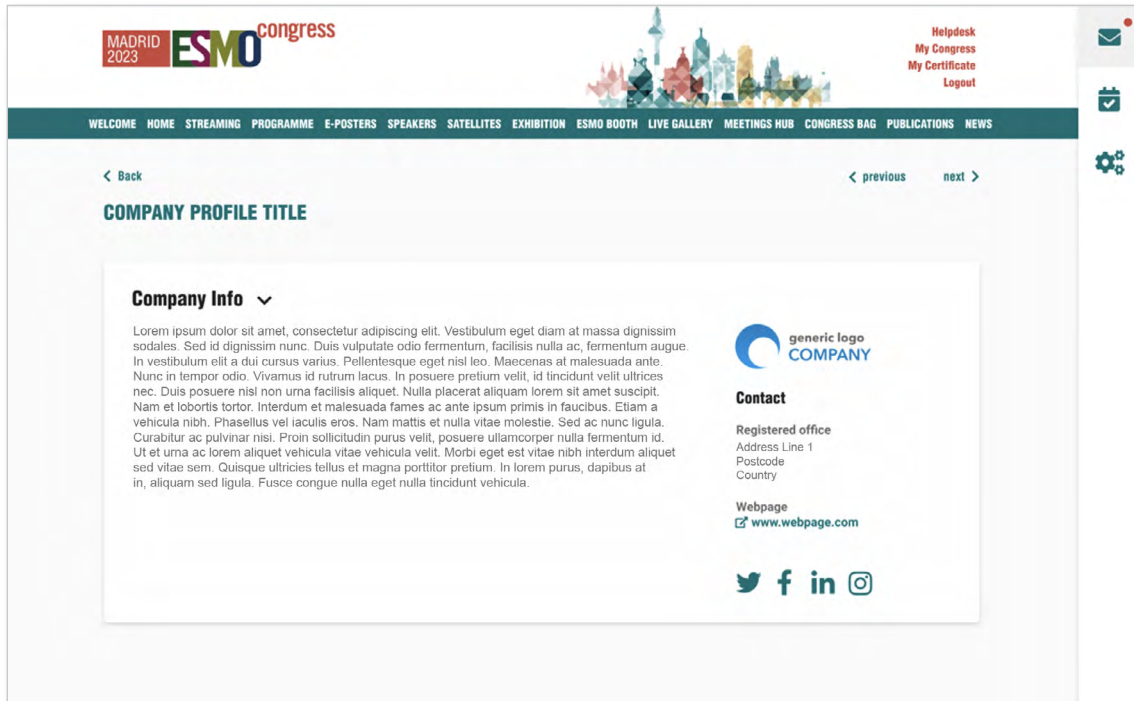 MADRID
2023
ESMO congress
Helpdesk
My Congress
My Certificate
Logout
WELCOME HOME STREAMING PROGRAMME E-POSTERS SPEAKERS SATELLITES EXHIBITION ESMO BOOTH LIVE GALLERY MEETINGS HUB CONGRESS BAG PUBLICATIONS NEWS
Back
previous next
COMPANY PROFILE TITLE
Company Info
Lorem ipsum dolor sit amet, consectetur adipiscing elit. Vestibulum eget diam at massa dignissim
sodales. Sed id dignissim nunc. Duis vulputate odio fermentum, facilisis nulla ac, fermentum augue.
In vestibulum elit a dui cursus varius. Pellentesque eget nisl leo. Maecenas at malesuada ante.
Nunc in tempor odio. Vivamus id rutrum lacus. In posuere pretium velit, id tincidunt velit ultrices
nec. Duis posuere nisl non urna facilisis aliquet. Nulla placerat aliquam lorem sit amet suscipit.
Nam et lobortis tortor. Interdum et malesuada fames ac ante ipsum primis in faucibus. Etiam a
vehicula nibh. Phasellus vel iaculis eros. Nam mattis et nulla vitae molestie. Sed ac nunc ligula.
Curabitur ac pulvinar nisi. Proin sollicitudin purus velit, posuere ullamcorper nulla fermentum id.
Ut et urna ac lorem aliquet vehicula vitae vehicula velit. Morbi eget est vitae nibh interdum aliquet
sed vitae sem. Quisque ultricies tellus et magna porttitor pretium. In lorem purus, dapibus at
in, aliquam sed ligula. Fusce congue nulla eget nulla tincidunt vehicula.
generic logo
COMPANY
Contact
Registered office
Address Line 1
Postcode
Country
Webpage
www.webpage.com